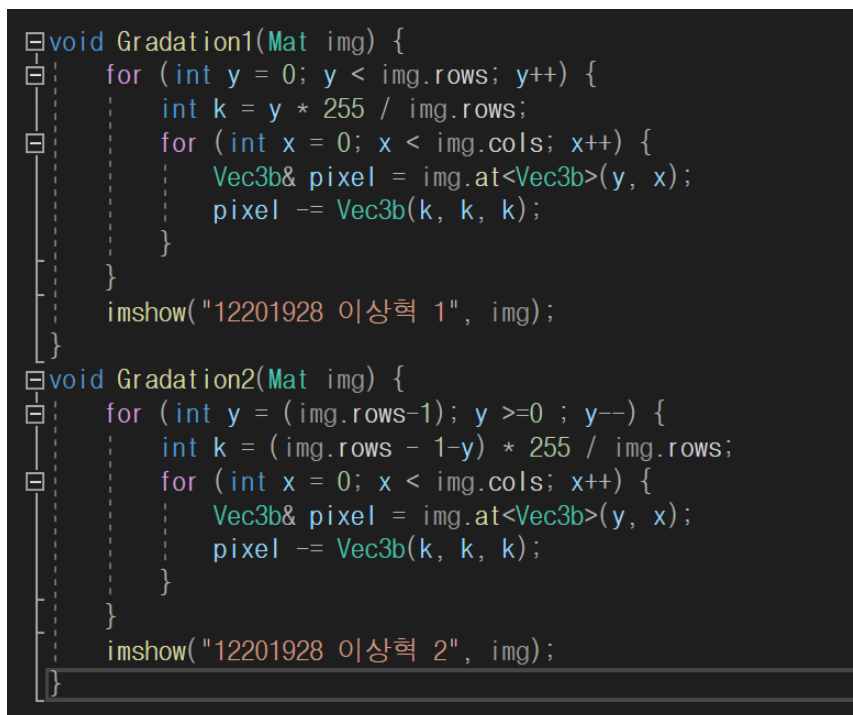 void Gradation1(Mat img) {
for (int y = 0; y < img.rows; y++) {
int k = y * 255 / img.rows;
for (int x = 0; x < img.cols; x++) {
Vec3b& pixel = img.at<Vec3b>(y, x);
pixel -= Vec3b(k, k, k);
}
}
imshow("12201928 이상혁 1", img);
}
void Gradation2(Mat img) {
for (int y = (img.rows-1); y >=0 ; y--) {
int k = (img.rows - 1-y) * 255 / img.rows;
for (int x = 0; x < img.cols; x++) {
Vec3b& pixel = img.at<Vec3b>(y, x);
pixel -= Vec3b(k, k, k);
}
}
imshow("12201928 이상혁 2", img);
}